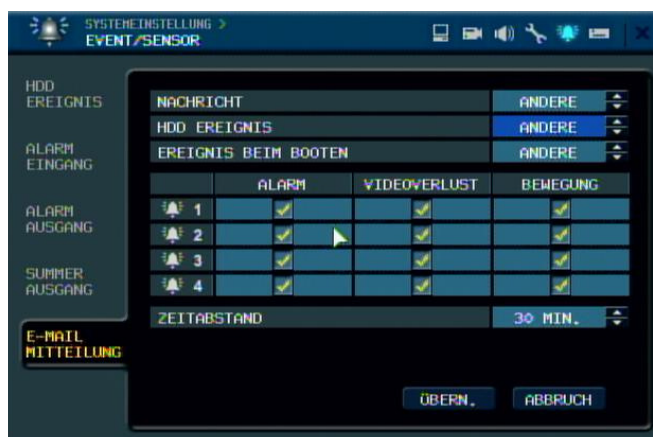 SYSTEMEINSTELLUNG >
EVENT/SENSOR
HDD
EREIGNIS
ALARM
EINGANG
ALARM
AUSGANG
SUMMER
AUSGANG
E-MAIL
MITTEILUNG
NACHRICHT ANDERE
HDD EREIGNIS ANDERE
EREIGNIS BEIM BOOTEN ANDERE
ALARM VIDEOVERLUST BEWEGUNG
1
2
3
4
ZEITABSTAND 30 MIN.
ÜBERN. ABBRUCH